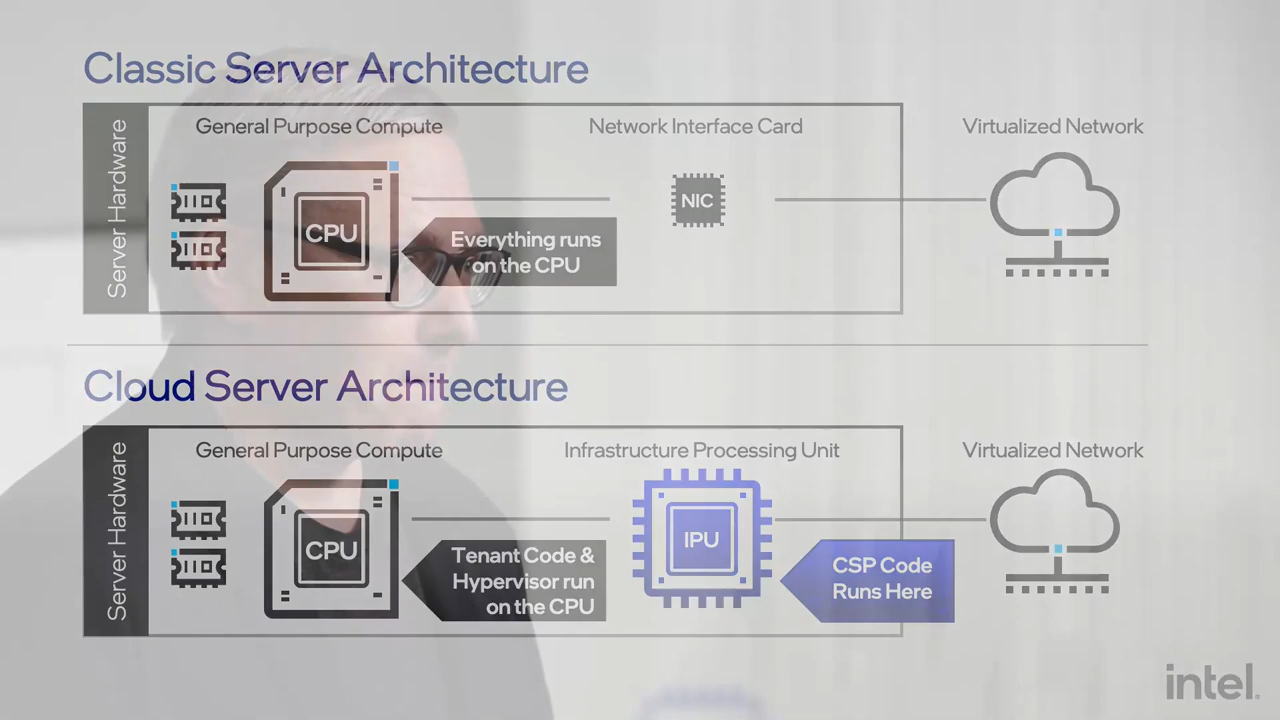 Classic Server Architecture
Server Hardware
General Purpose Compute
Network Interface Card
Virtualized Network
CPU
NIC
Everything runs
on the CPU
Cloud Server Architecture
Server Hardware
General Purpose Compute
Infrastructure Processing Unit
Virtualized Network
CPU
IPU
Tenant Code &
Hypervisor run
on the CPU
CSP Code
Runs Here
intel.